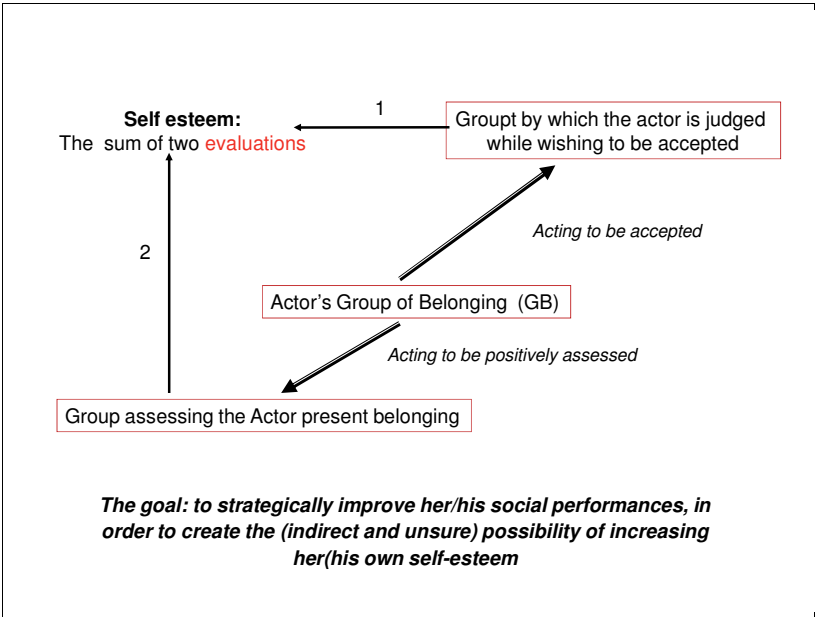 Self esteem:
The sum of two evaluations
1
Groupt by which the actor is judged
while wishing to be accepted
Acting to be accepted
2
Actor's Group of Belonging (GB)
Acting to be positively assessed
Group assessing the Actor present belonging
The goal: to strategically improve her/his social performances, in
order to create the (indirect and unsure) possibility of increasing
her(his own self-esteem